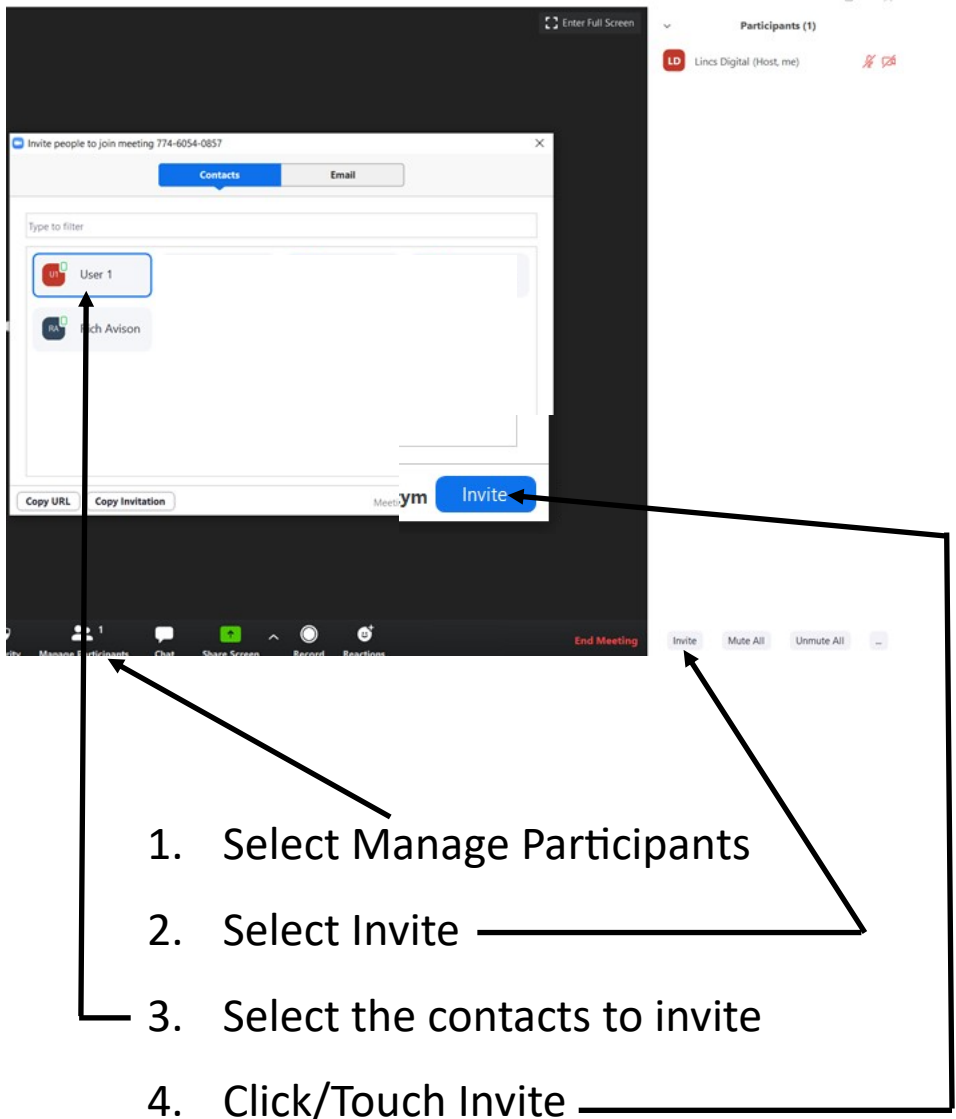 Enter Full Screen
Participants (1)
LD Lincs Digital (Host, me)
Invite people to join meeting 774-6054-0857
Contacts Email
Type to filter
U1 User 1
RA Rich Avison
Copy URL Copy Invitation
ym Invite
1
Manage Participants Chat Share Screen Record Reactions End Meeting
Invite Mute All Unmute All ...
1. Select Manage Participants
2. Select Invite
3. Select the contacts to invite
4. Click/Touch Invite